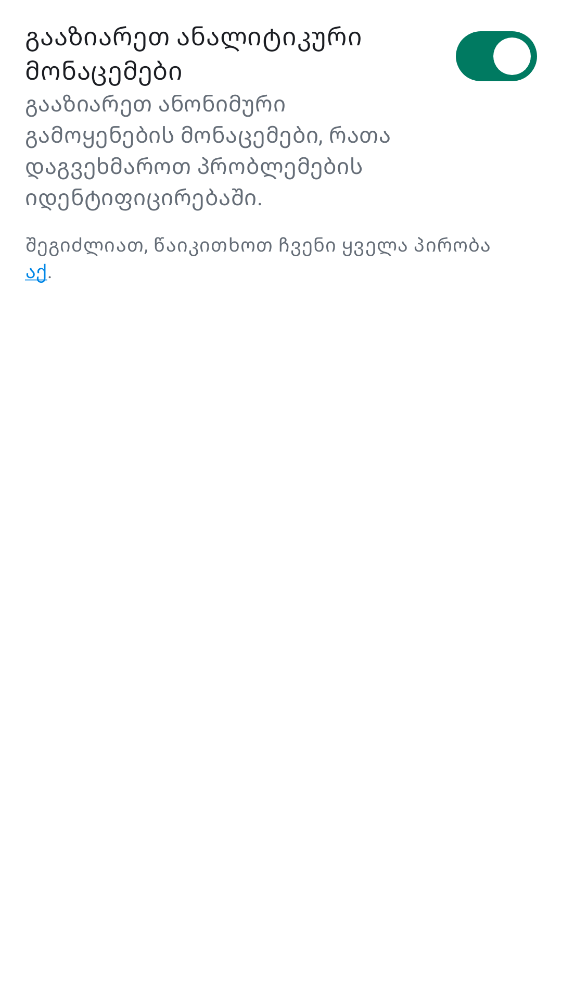 გააზიარეთ ანალიტიკური
მონაცემები
გააზიარეთ ანონიმური
გამოყენების მონაცემები, რათა
დაგვეხმაროთ პრობლემების
იდენტიფიცირებაში.
შეგიძლიათ, წაიკითხოთ ჩვენი ყველა პირობა
აქ.